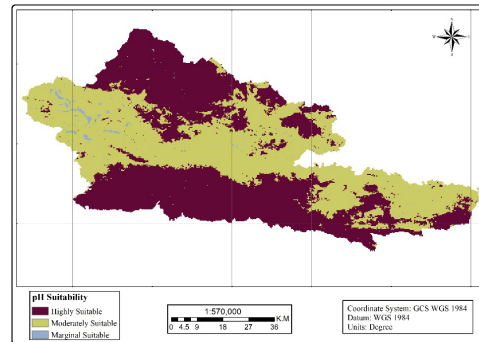 N
W E
S
pH Suitability
Highly Suitable
Moderately Suitable
Marginal Suitable
1:570,000
K.M
0 4.5 9 18 27 36
Coordinate System: GCS WGS 1984
Datum: WGS 1984
Units: Degree